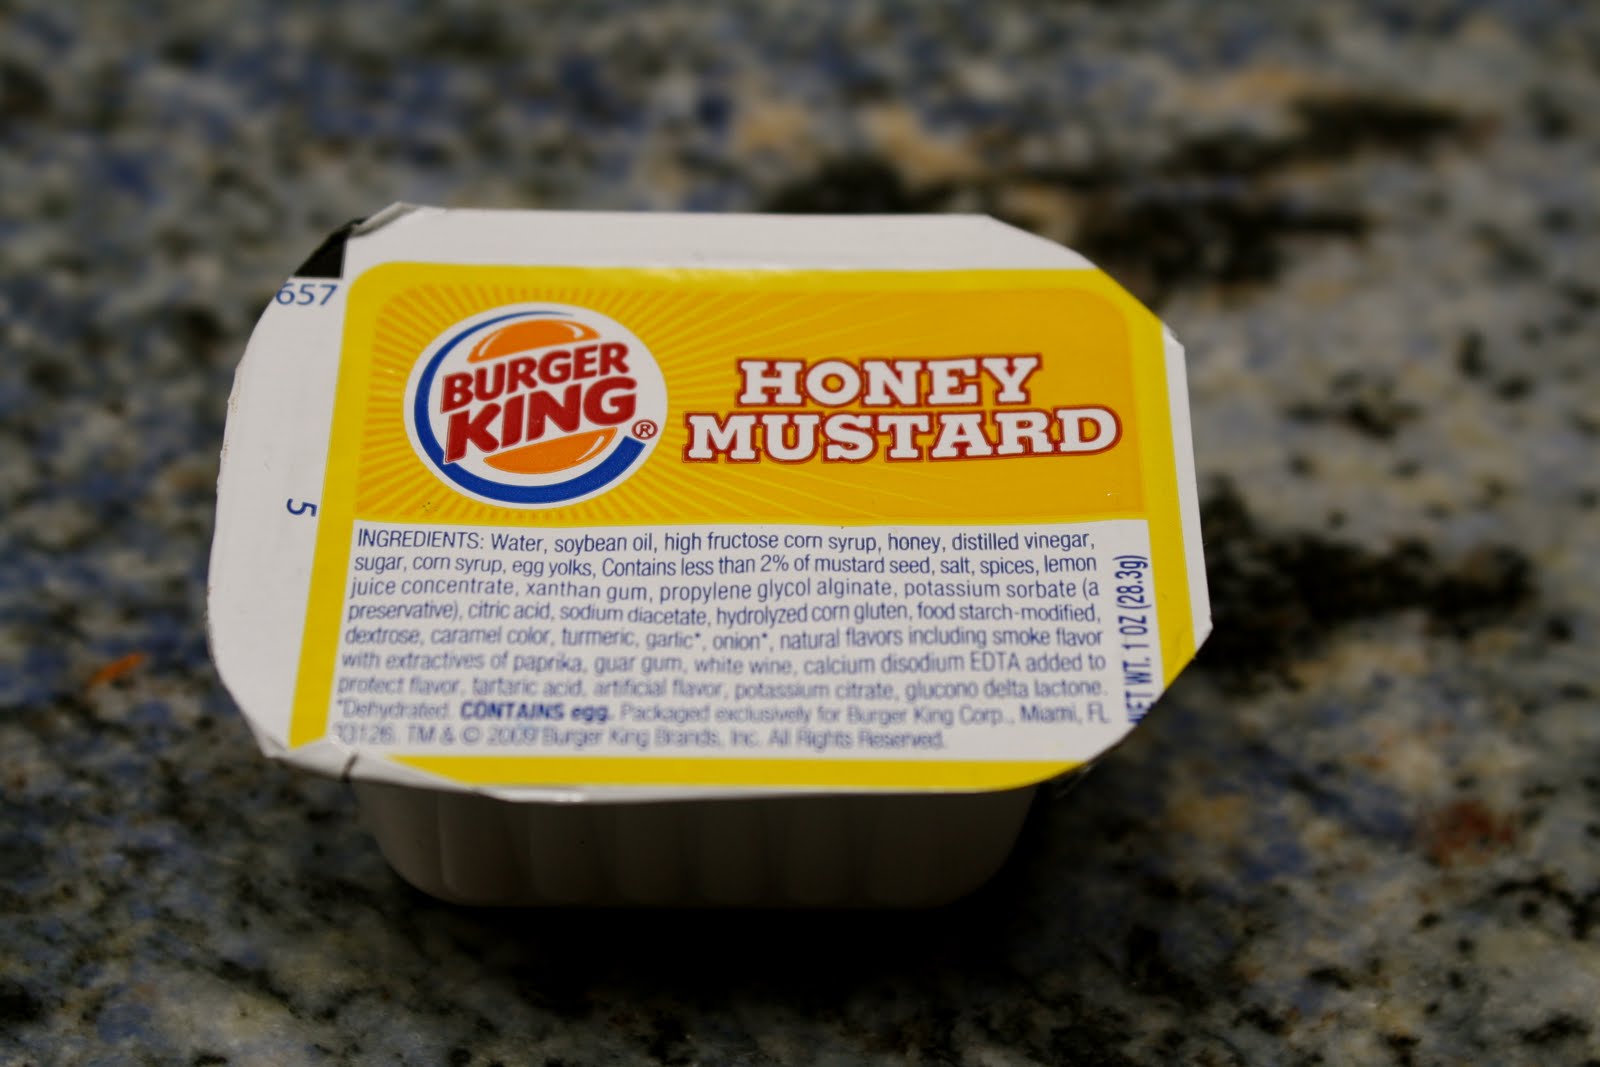 657
5
BURGER
KING®
HONEY
MUSTARD
INGREDIENTS: Water, soybean oil, high fructose corn syrup, honey, distilled vinegar,
sugar, corn syrup, egg yolks, Contains less than 2% of mustard seed, salt, spices, lemon
juice concentrate, xanthan gum, propylene glycol alginate, potassium sorbate (a
preservative), citric acid, sodium diacetate, hydrolyzed corn gluten, food starch-modified,
dextrose, caramel color, turmeric, garlic*, onion*, natural flavors including smoke flavor
with extractives of paprika, guar gum, white wine, calcium disodium EDTA added to
protect flavor, tartaric acid, artificial flavor, potassium citrate, glucono delta lactone.
*Dehydrated. CONTAINS egg. Packaged exclusively for Burger King Corp., Miami, FL
33126. TM & © 2009 Burger King Brands, Inc. All Rights Reserved.
NET WT. 1 OZ (28.3g)